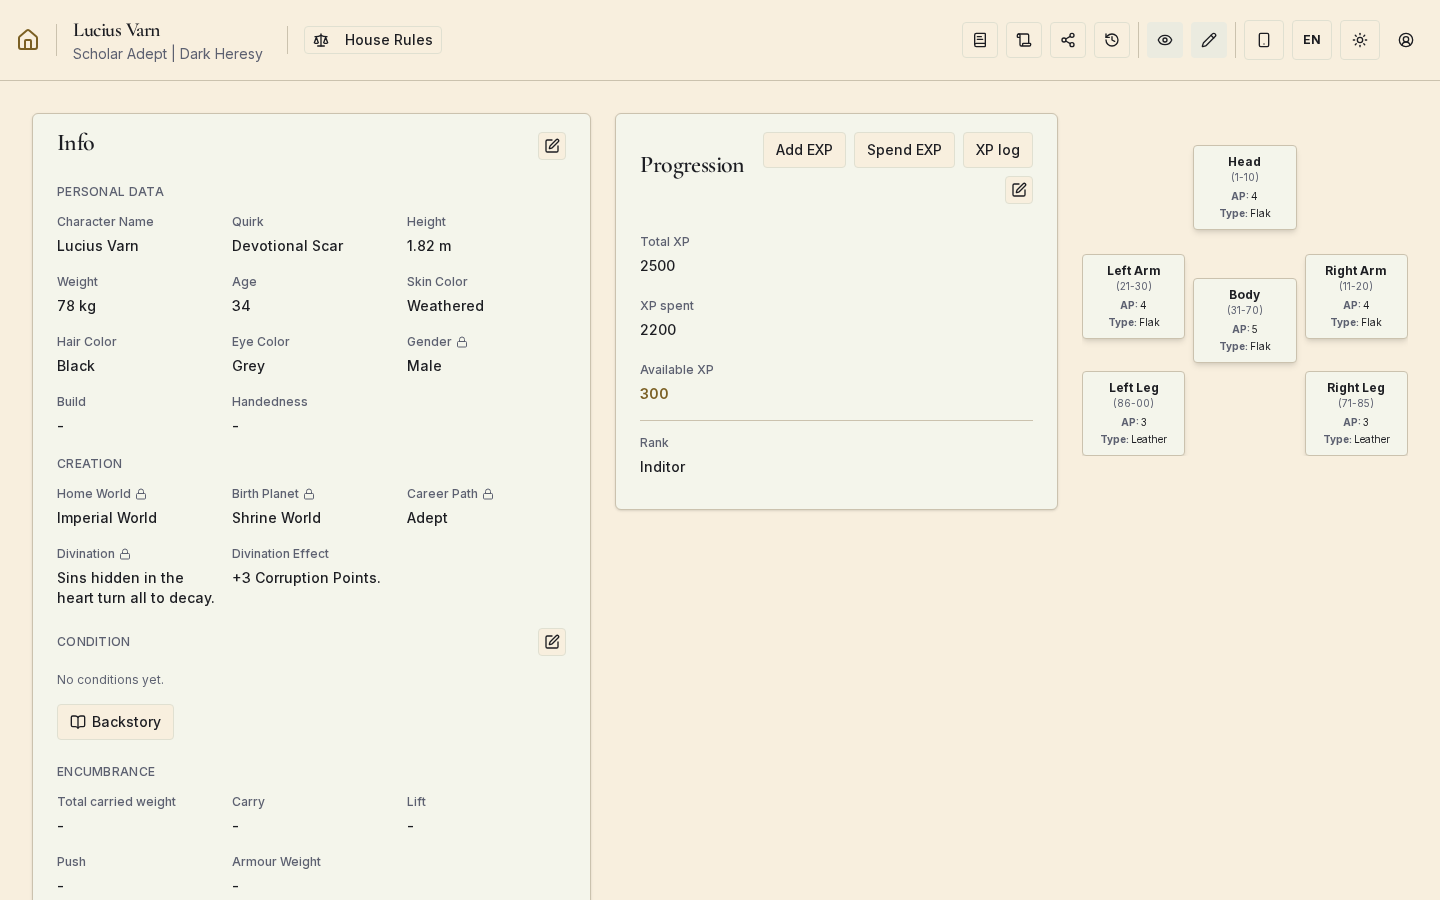 Lucius Varn
Scholar Adept | Dark Heresy
House Rules
EN
Info
PERSONAL DATA
Character Name Quirk Height
Lucius Varn Devotional Scar 1.82 m
Weight Age Skin Color
78 kg 34 Weathered
Hair Color Eye Color Gender
Black Grey Male
Build Handedness
- -
CREATION
Home World Birth Planet Career Path
Imperial World Shrine World Adept
Divination Divination Effect
Sins hidden in the +3 Corruption Points.
heart turn all to decay.
CONDITION
No conditions yet.
Backstory
ENCUMBRANCE
Total carried weight Carry Lift
- - -
Push Armour Weight
- -
Progression
Add EXP Spend EXP XP log
Total XP
2500
XP spent
2200
Available XP
300
Rank
Inditor
Head
(1-10)
AP: 4
Type: Flak
Left Arm
(21-30)
AP: 4
Type: Flak
Body
(31-70)
AP: 5
Type: Flak
Right Arm
(11-20)
AP: 4
Type: Flak
Left Leg
(86-00)
AP: 3
Type: Leather
Right Leg
(71-85)
AP: 3
Type: Leather